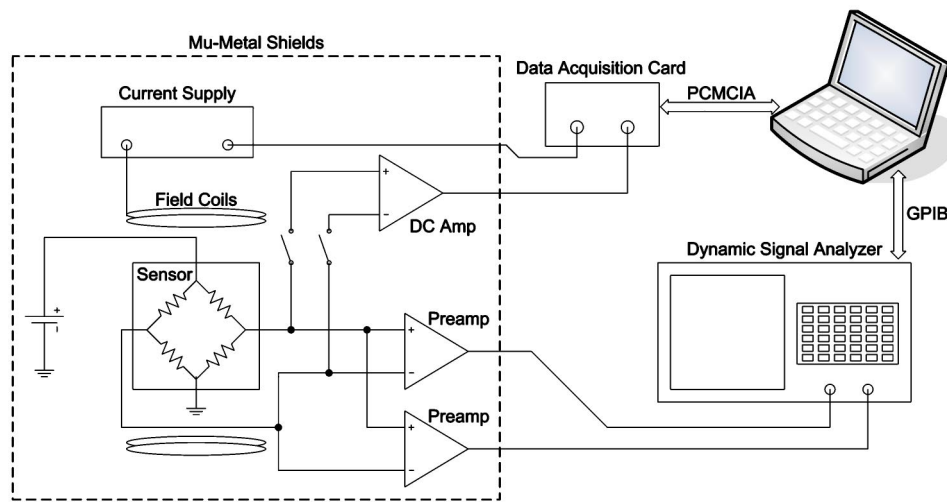 Mu-Metal Shields
Data Acquisition Card
PCMCIA
Current Supply
Field Coils
+
-
DC Amp
GPIB
Dynamic Signal Analyzer
Sensor
+
-
Preamp
+
-
Preamp
+
-